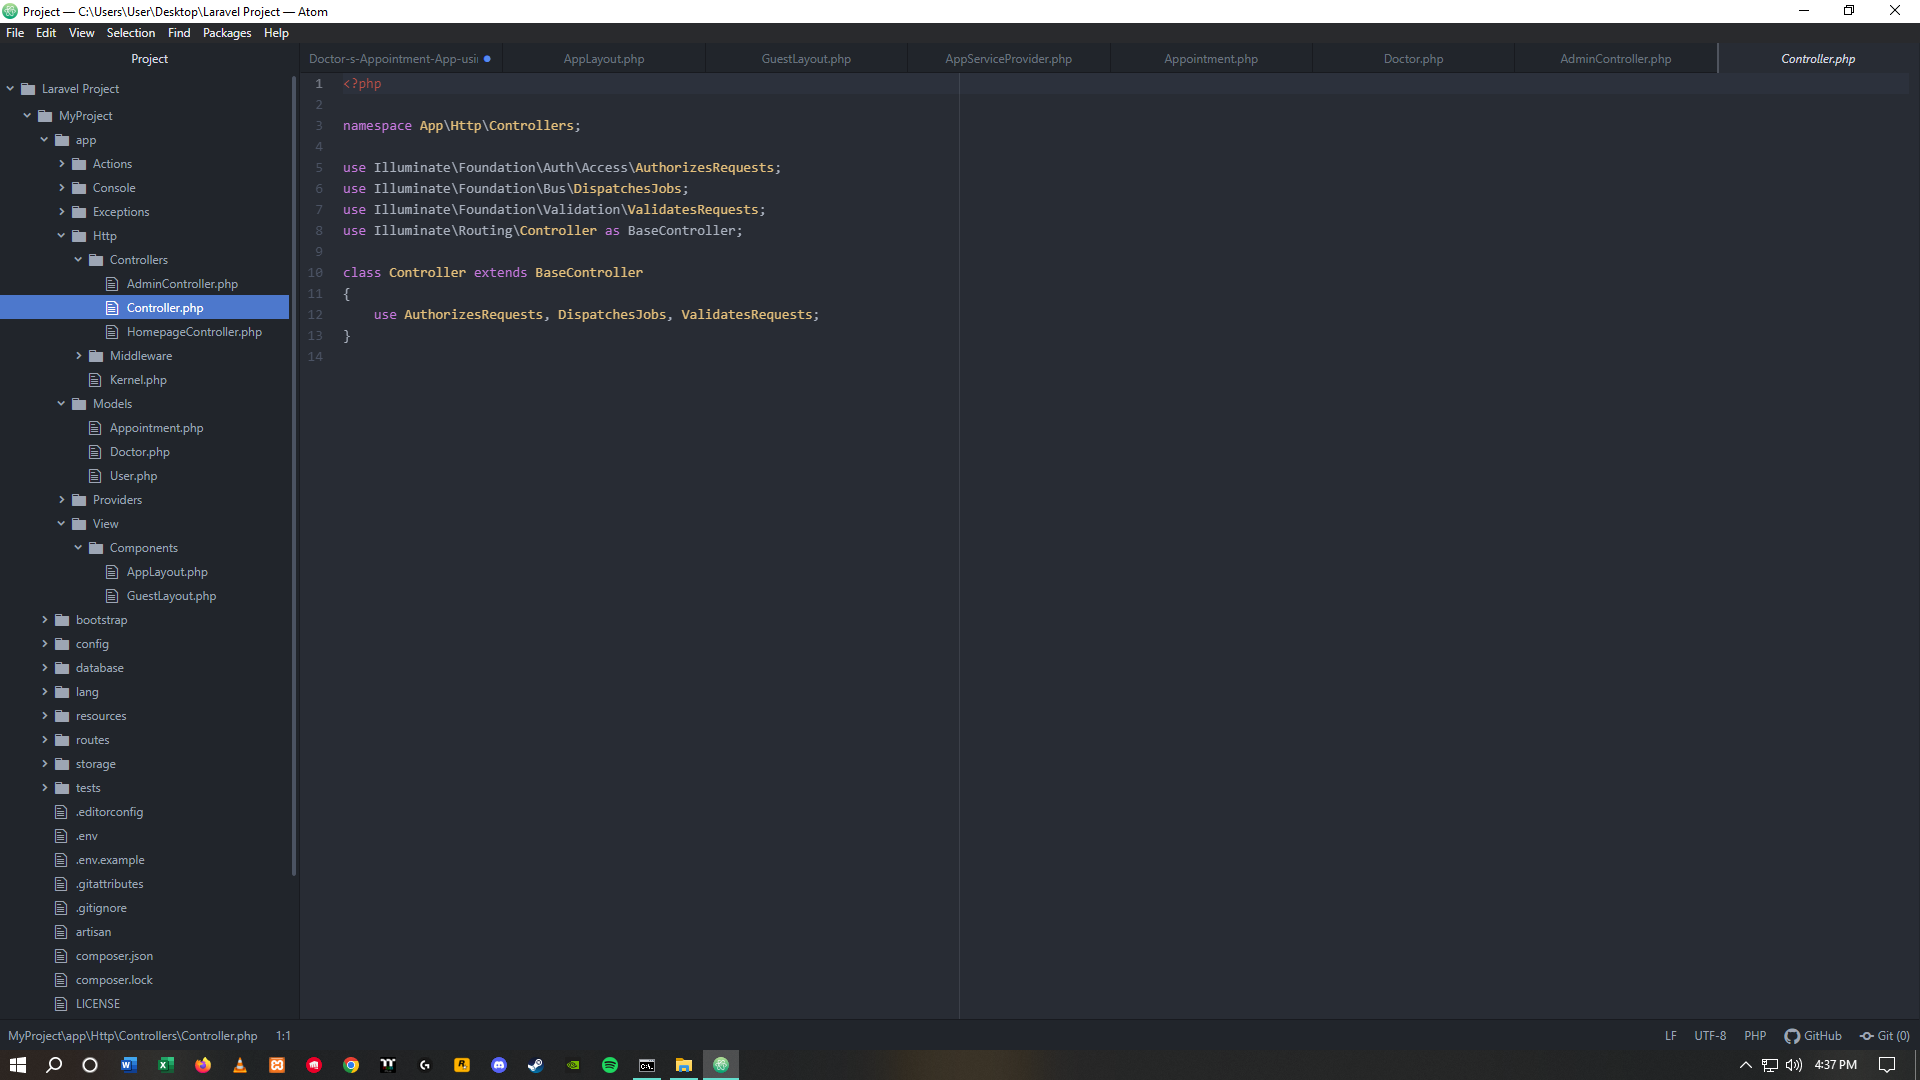 Project — C:\Users\User\Desktop\Laravel Project — Atom
File Edit View Selection Find Packages Help
Project
Doctor-s-Appointment-App-usi
AppLayout.php
GuestLayout.php
AppServiceProvider.php
Appointment.php
Doctor.php
AdminController.php
Controller.php
Laravel Project
MyProject
app
Actions
Console
Exceptions
Http
Controllers
AdminController.php
Controller.php
HomepageController.php
Middleware
Kernel.php
Models
Appointment.php
Doctor.php
User.php
Providers
View
Components
AppLayout.php
GuestLayout.php
bootstrap
config
database
lang
resources
routes
storage
tests
.editorconfig
.env
.env.example
.gitattributes
.gitignore
artisan
composer.json
composer.lock
LICENSE
1 <?php
2
3 namespace App\Http\Controllers;
4
5 use Illuminate\Foundation\Auth\Access\AuthorizesRequests;
6 use Illuminate\Foundation\Bus\DispatchesJobs;
7 use Illuminate\Foundation\Validation\ValidatesRequests;
8 use Illuminate\Routing\Controller as BaseController;
9
10 class Controller extends BaseController
11 {
12 use AuthorizesRequests, DispatchesJobs, ValidatesRequests;
13 }
14
MyProject\app\Http\Controllers\Controller.php 1:1
LF UTF-8 PHP GitHub Git (0)
4:37 PM